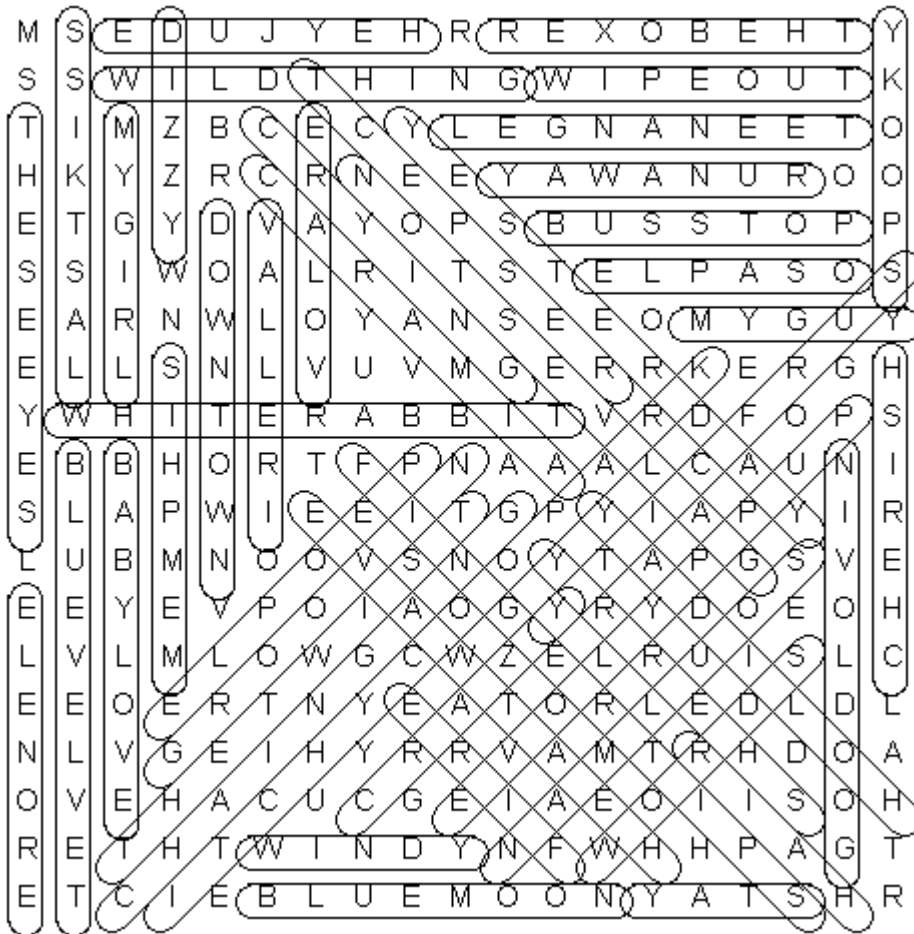 M S E D U J Y E H R R E X O B E H T Y
S S W I L D T H I N G W I P E O U T K
T I M Z B C E C Y L E G N A N E E T O
H K Y Z R C R N E E Y A W A N U R O O
E T G Y D V A Y O P S B U S S T O P P
S S I W O A L R I T S T E L P A S O S
E A R N W L O Y A N S E E O M Y G U Y
E L L S N L V U V M G E R R K E R G H
Y W H I T E R A B B I T V R D F O P S
E B B H O R T F P N A A A L C A U N I
S L A P W I E E I T G P Y I A P Y I R
L U B M N O O V S N O Y T A P G S V E
E E Y E V P O I A O G Y R Y D O E O H
L V L M L O W G C W Z E L R U I S L C
E E O E R T N Y E A T O R L E D L D L
N L V G E I H Y R R V A M T R H D O A
O V E H A C U C G E I A E O I I S O H
R E T H T W I N D Y N F W H H P A G T
E T C I E B L U E M O O N Y A T S H R